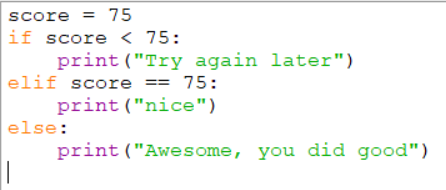 score = 75
if score < 75:
    print("Try again later")
elif score == 75:
    print("nice")
else:
    print("Awesome, you did good")